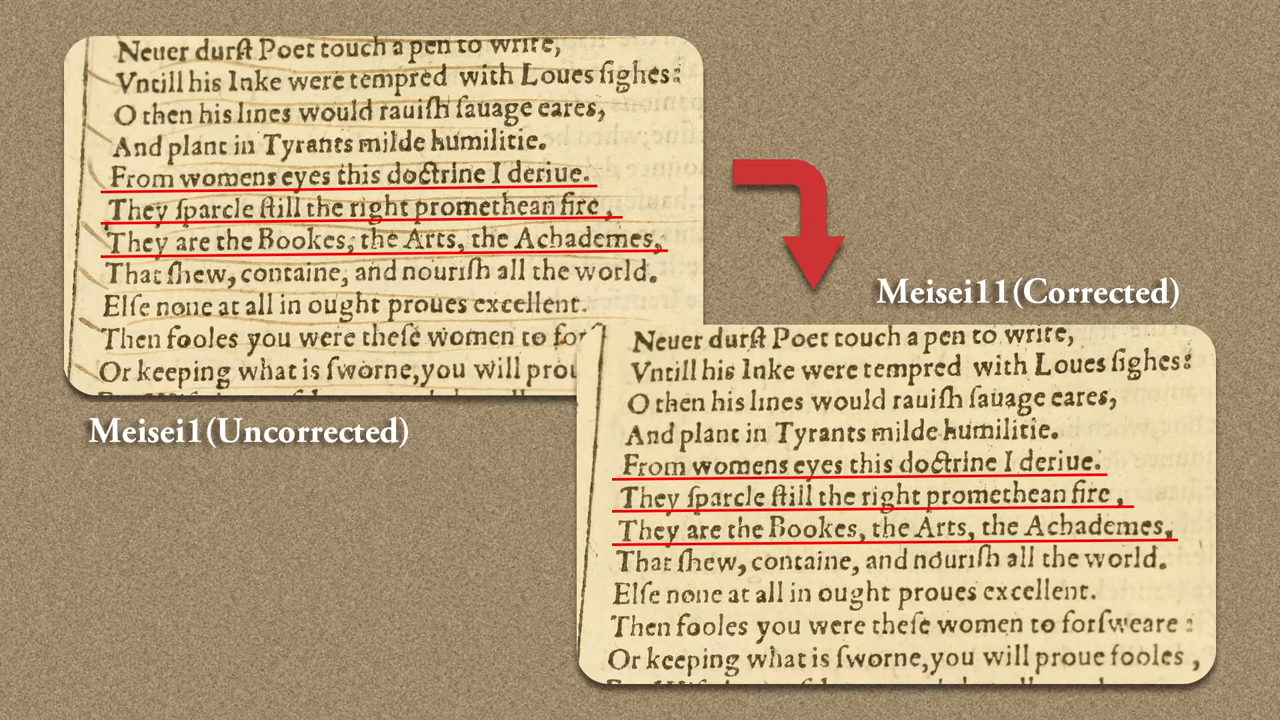 Neuer durſt Poet touch a pen to write,
Vntill his Inke were tempred with Loues ſighes:
O then his lines would rauiſh ſauage eares,
And plant in Tyrants milde humilitie.
From womens eyes this doctrine I deriue.
They ſparcle ſtill the right promethean fire ,
They are the Bookes, the Arts, the Achademes,
That ſhew, containe, and nouriſh all the world.
Elſe none at all in ought proues excellent.
Then fooles you were theſe women to for
Or keeping what is ſworne,you will prou
Meisei1(Uncorrected)
Meisei11(Corrected)
Neuer durſt Poet touch a pen to write,
Vntill his Inke were tempred with Loues ſighes:
O then his lines would rauiſh ſauage eares,
And plant in Tyrants milde humilitie.
From womens eyes this doctrine I deriue.
They ſparcle ſtill the right promethean fire ,
They are the Bookes, the Arts, the Achademes,
That ſhew, containe, and nouriſh all the world.
Elſe none at all in ought proues excellent.
Then fooles you were theſe women to forſweare :
Or keeping what is ſworne,you will proue fooles ,